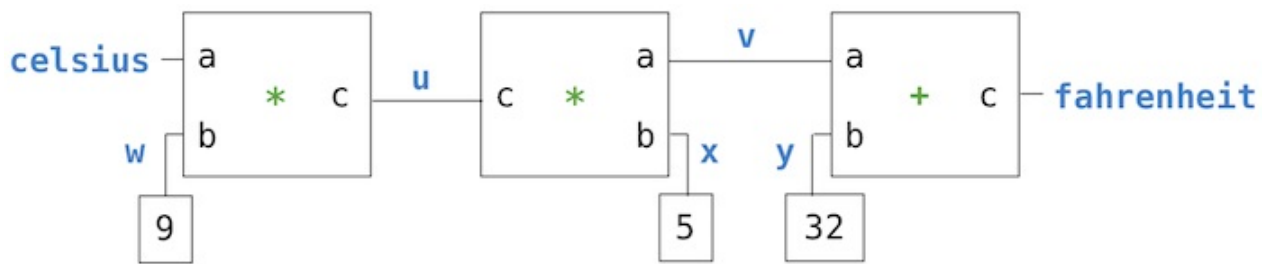 v
celsius a a a
* c u c * + c fahrenheit
w b b x y b
9 5 32